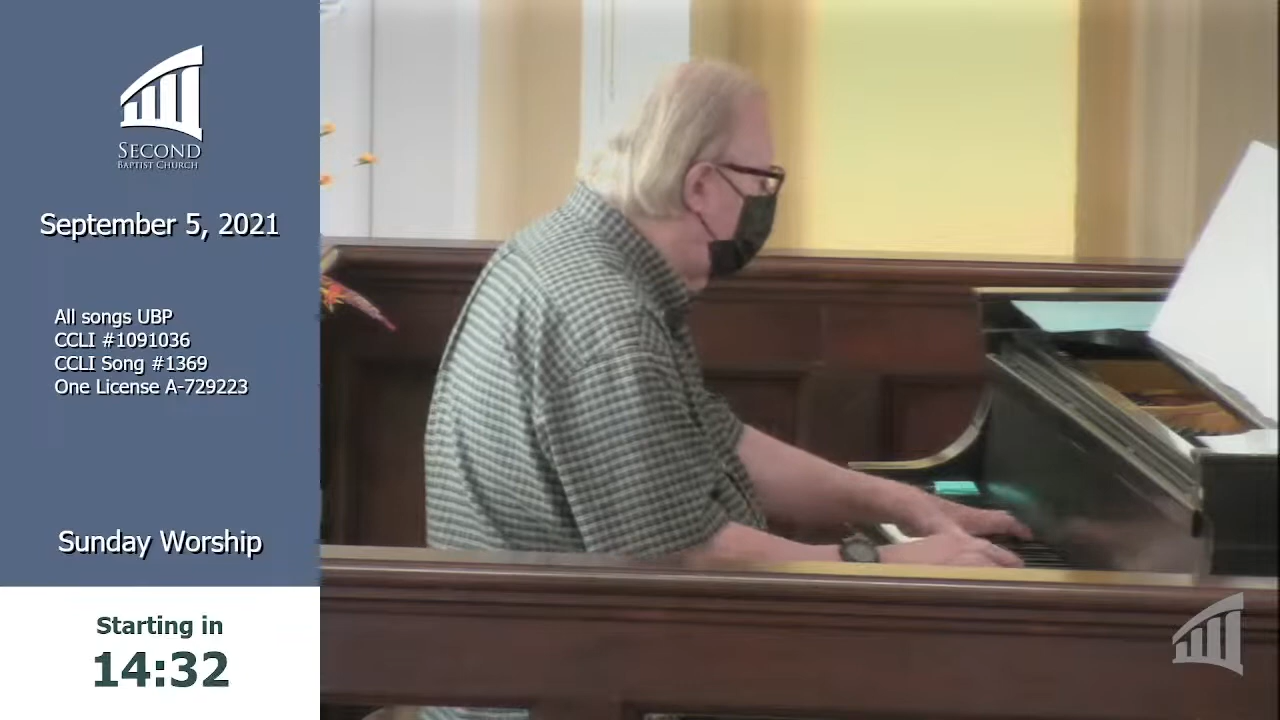 SECOND
BAPTIST CHURCH
September 5, 2021
All songs UBP
CCLI #1091036
CCLI Song #1369
One License A-729223
Sunday Worship
Starting in
14:32